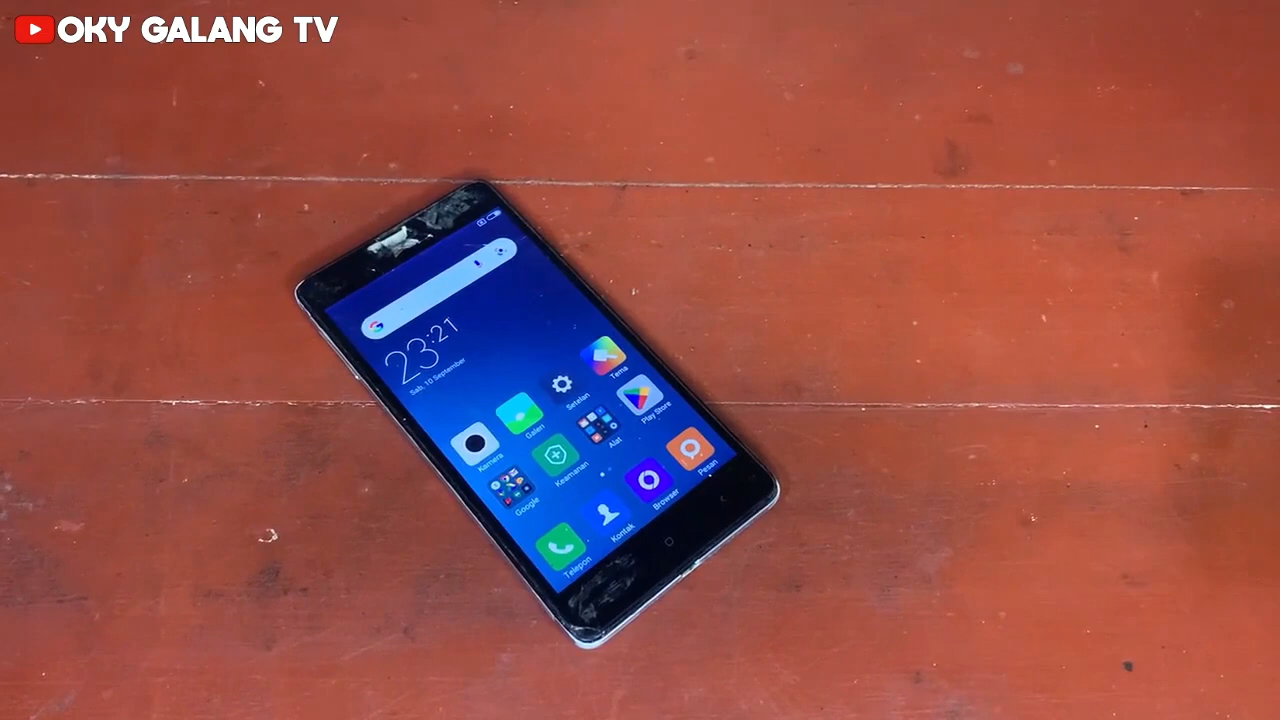 OKY GALANG TV
23:21
Sab, 10 September
Kamera
Galeri
Setelan
Tema
Google
Keamanan
Alat
Play Store
Telepon
Kontak
Browser
Pesan